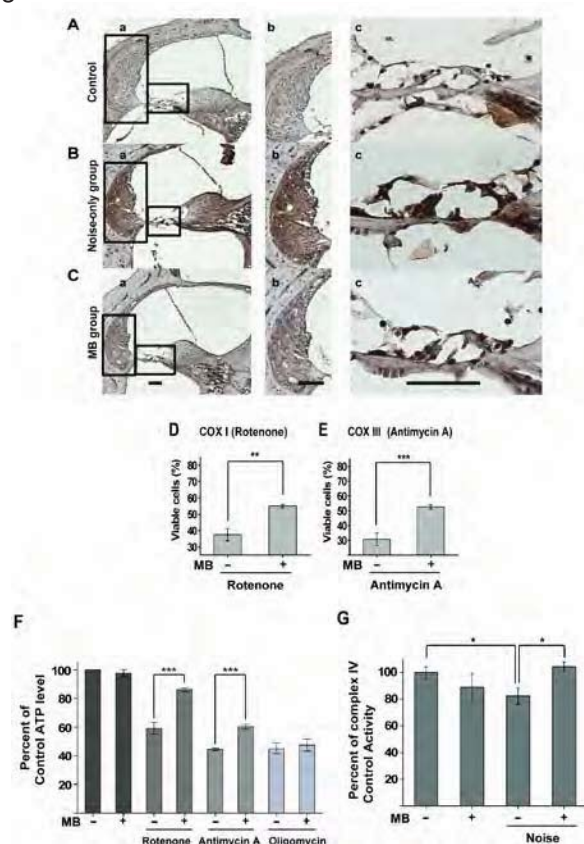 A
a
b
c
Control
B
a
b
c
Noise-only group
C
a
b
c
MB group
D COX I (Rotenone)
Viable cells (%)
80
70
60
50
40
30
**
MB − +
Rotenone
E COX III (Antimycin A)
Viable cells (%)
80
70
60
50
40
30
***
MB − +
Antimycin A
F
Percent of
Control ATP level
100
80
60
40
20
*** ***
MB − + − + − + − +
Rotenone Antimycin A Oligomycin
G
Percent of complex IV
Control Activity
100
80
60
40
20
* *
MB − + − +
Noise